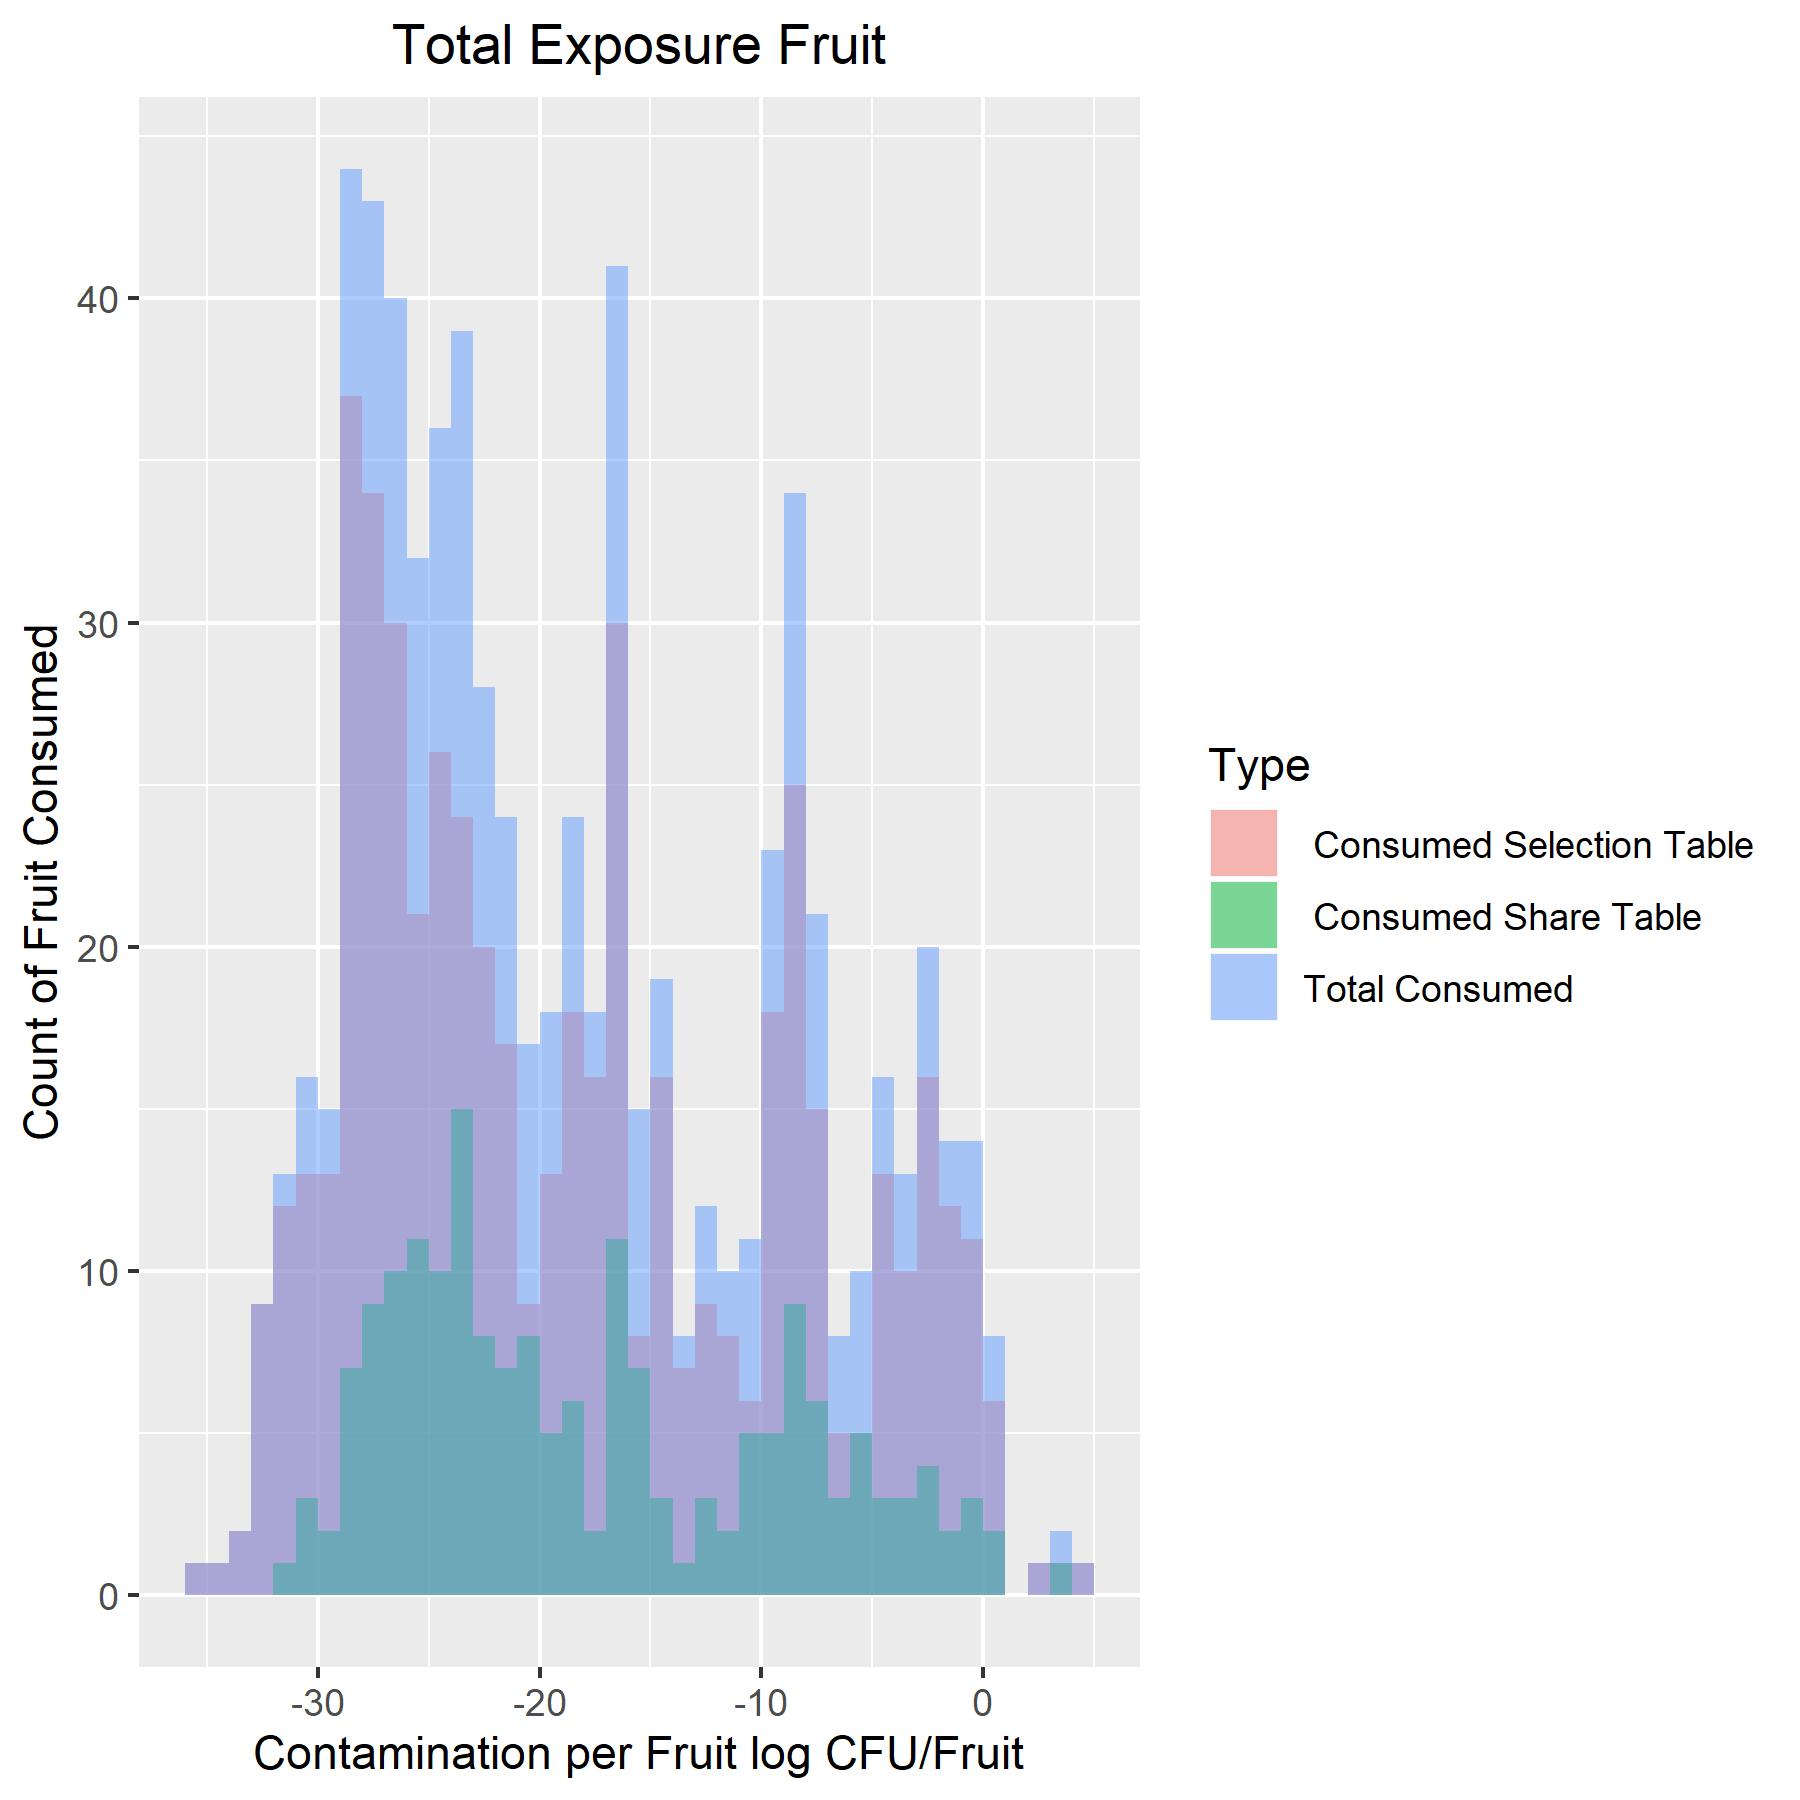 Total Exposure Fruit
Count of Fruit Consumed
40
30
20
10
0
-30 -20 -10 0
Contamination per Fruit log CFU/Fruit
Type
Consumed Selection Table
Consumed Share Table
Total Consumed